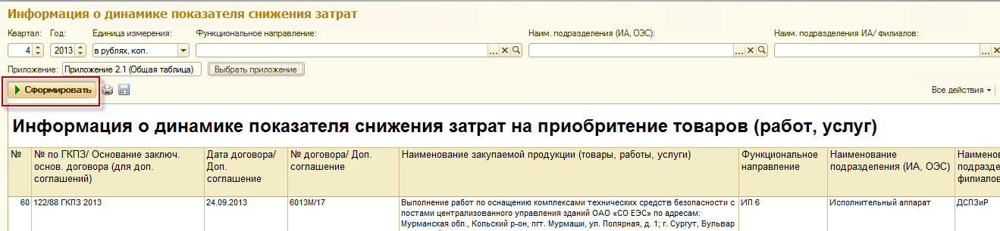 Информация о динамике показателя снижения затрат
Квартал: Год: Единица измерения: Функциональное направление: Наим. подразделения (ИА, ОЭС): Наим. подразделения ИА/ филиалов:
4 2013 в рублях, коп.
Приложение: Приложение 2.1 (Общая таблица) Выбрать приложение
Сформировать Все действия
Информация о динамике показателя снижения затрат на приобритение товаров (работ, услуг)
№ № по ГКПЗ/ Основание заключ. Дата договора/ № договора/ Доп. Наименование закупаемой продукции (товары, работы, услуги) Функциональное Наименование
основ. договора (для доп. Доп. соглашение направление подразделения (ИА, ОЭС) подразде
соглашений) соглашение филиалов
60 122/88 ГКПЗ 2013 24.09.2013 6013М/17 Выполнение работ по оснащению комплексами технических средств безопасности с ИП 6 Исполнительный аппарат ДСПЗиР
постами централизованного управления зданий ОАО «СО ЕЭС» по адресам:
Мурманская обл., Кольский р-он, пгт. Мурмаши, ул. Полярная, д. 1; г. Сургут, Бульвар